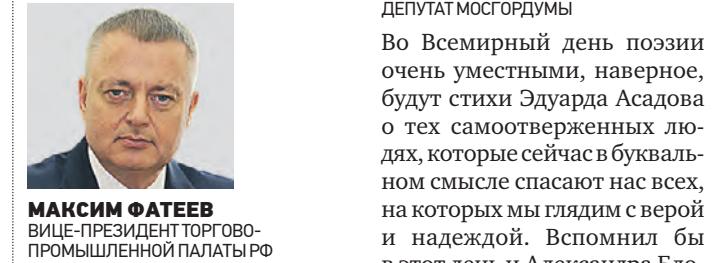 МАКСИМ ФАТЕЕВ
ВИЦЕ-ПРЕЗИДЕНТ ТОРГОВО-
ПРОМЫШЛЕННОЙ ПАЛАТЫ РФ
ДЕПУТАТ МОСГОРДУМЫ
Во Всемирный день поэзии
очень уместными, наверное,
будут стихи Эдуарда Асадова
о тех самоотверженных лю-
дях, которые сейчас в букваль-
ном смысле спасают нас всех,
на которых мы глядим с верой
и надеждой. Вспомнил бы